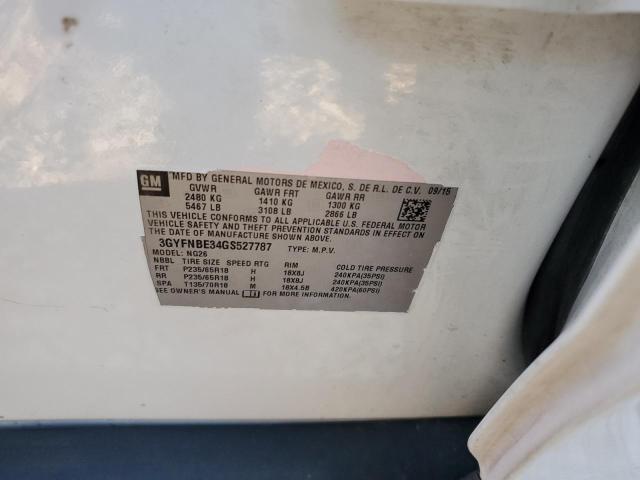 GM
MFD BY GENERAL MOTORS DE MEXICO, S. DE R.L. DE C.V. 09/15
GVWR GAWR FRT GAWR RR
2480 KG 1410 KG 1300 KG
5467 LB 3108 LB 2866 LB
THIS VEHICLE CONFORMS TO ALL APPLICABLE U.S. FEDERAL MOTOR
VEHICLE SAFETY AND THEFT PREVENTION STANDARDS IN EFFECT ON
THE DATE OF MANUFACTURE SHOWN ABOVE.
3GYFNBE34GS527787 TYPE: M.P.V.
MODEL: NG26
NBBL TIRE SIZE SPEED RTG RIM COLD TIRE PRESSURE
FRT P235/65R18 H 18X8J 240KPA(35PSI)
RR P235/65R18 H 18X8J 240KPA(35PSI)
SPA T135/70R18 M 18X4.5B 420KPA(60PSI)
SEE OWNER'S MANUAL FOR MORE INFORMATION.